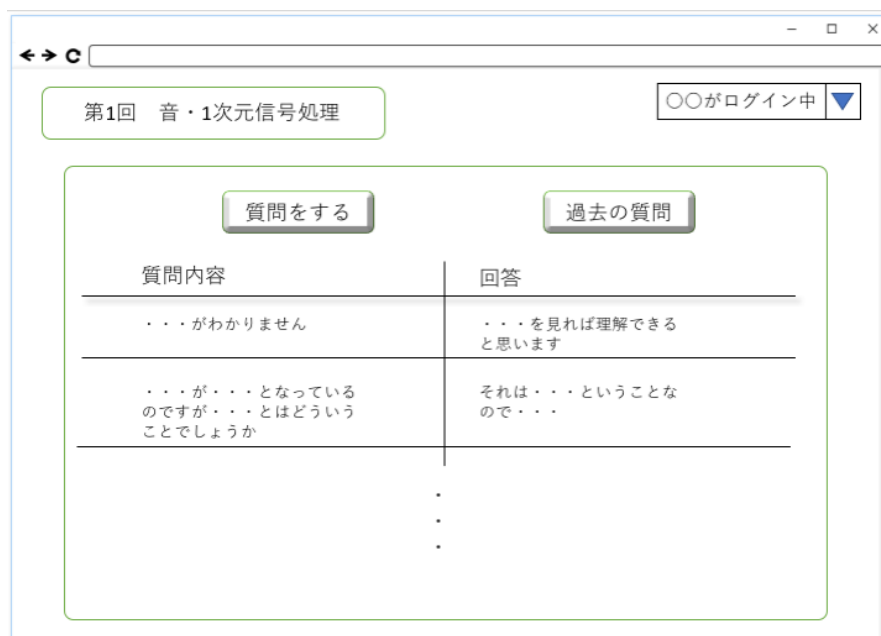 第1回　音・1次元信号処理
〇〇がログイン中
質問をする
過去の質問
質問内容
回答
・・・がわかりません
・・・を見れば理解できる
と思います
・・・が・・・となっている
のですが・・・とはどういう
ことでしょうか
それは・・・ということな
ので・・・
・
・
・